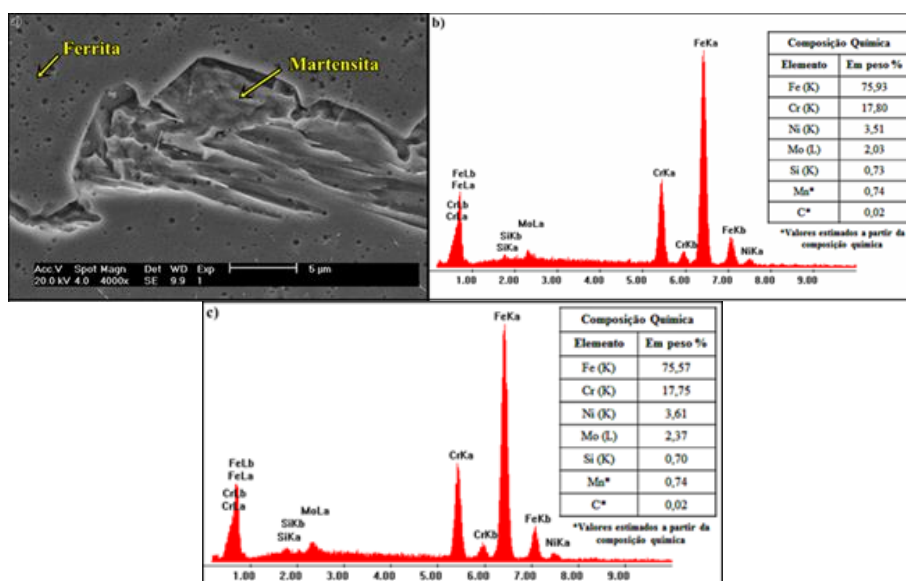 a)
Ferrita
Martensita
Acc.V Spot Magn Det WD Exp
20.0 kV 4.0 4000x SE 9.9 1
5 µm
b)
FeKa
FeLb
FeLa
CrLb
CrLa
SiKb
SiKa
MoLa
CrKa
CrKb
FeKb
NiKa
1.00 2.00 3.00 4.00 5.00 6.00 7.00 8.00 9.00
Composição Química
Elemento Em peso %
Fe (K) 75,93
Cr (K) 17,80
Ni (K) 3,51
Mo (L) 2,03
Si (K) 0,73
Mn* 0,74
C* 0,02
*Valores estimados a partir da
composição química
c)
FeKa
FeLb
FeLa
CrLb
CrLa
SiKb
SiKa
MoLa
CrKa
CrKb
FeKb
NiKa
1.00 2.00 3.00 4.00 5.00 6.00 7.00 8.00 9.00
Composição Química
Elemento Em peso %
Fe (K) 75,57
Cr (K) 17,75
Ni (K) 3,61
Mo (L) 2,37
Si (K) 0,70
Mn* 0,74
C* 0,02
*Valores estimados a partir da
composição química